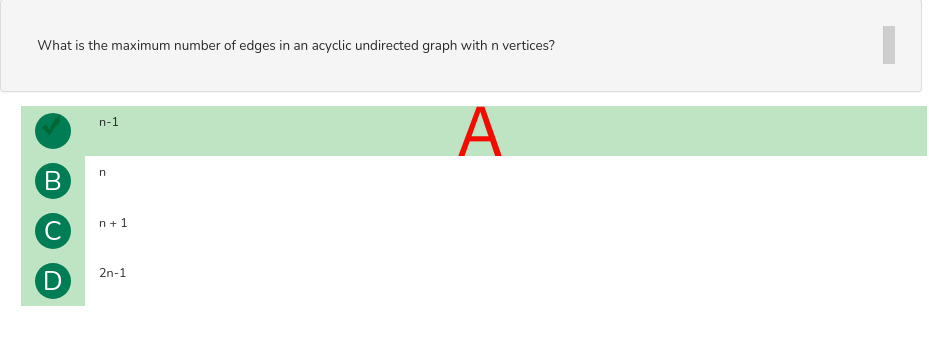 What is the maximum number of edges in an acyclic undirected graph with n vertices?
n-1
A
B n
C n + 1
D 2n-1